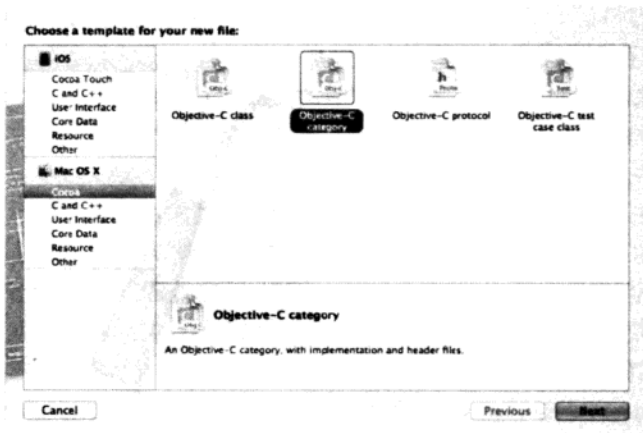 Choose a template for your new file:
iOS
Cocoa Touch
C and C++
User Interface
Core Data
Resource
Other
Mac OS X
Cocoa
C and C++
User Interface
Core Data
Resource
Other
Objective-C class
Objective-C
category
Objective-C protocol
Objective-C test
case class
Objective-C category
An Objective-C category, with implementation and header files.
Cancel
Previous
Next